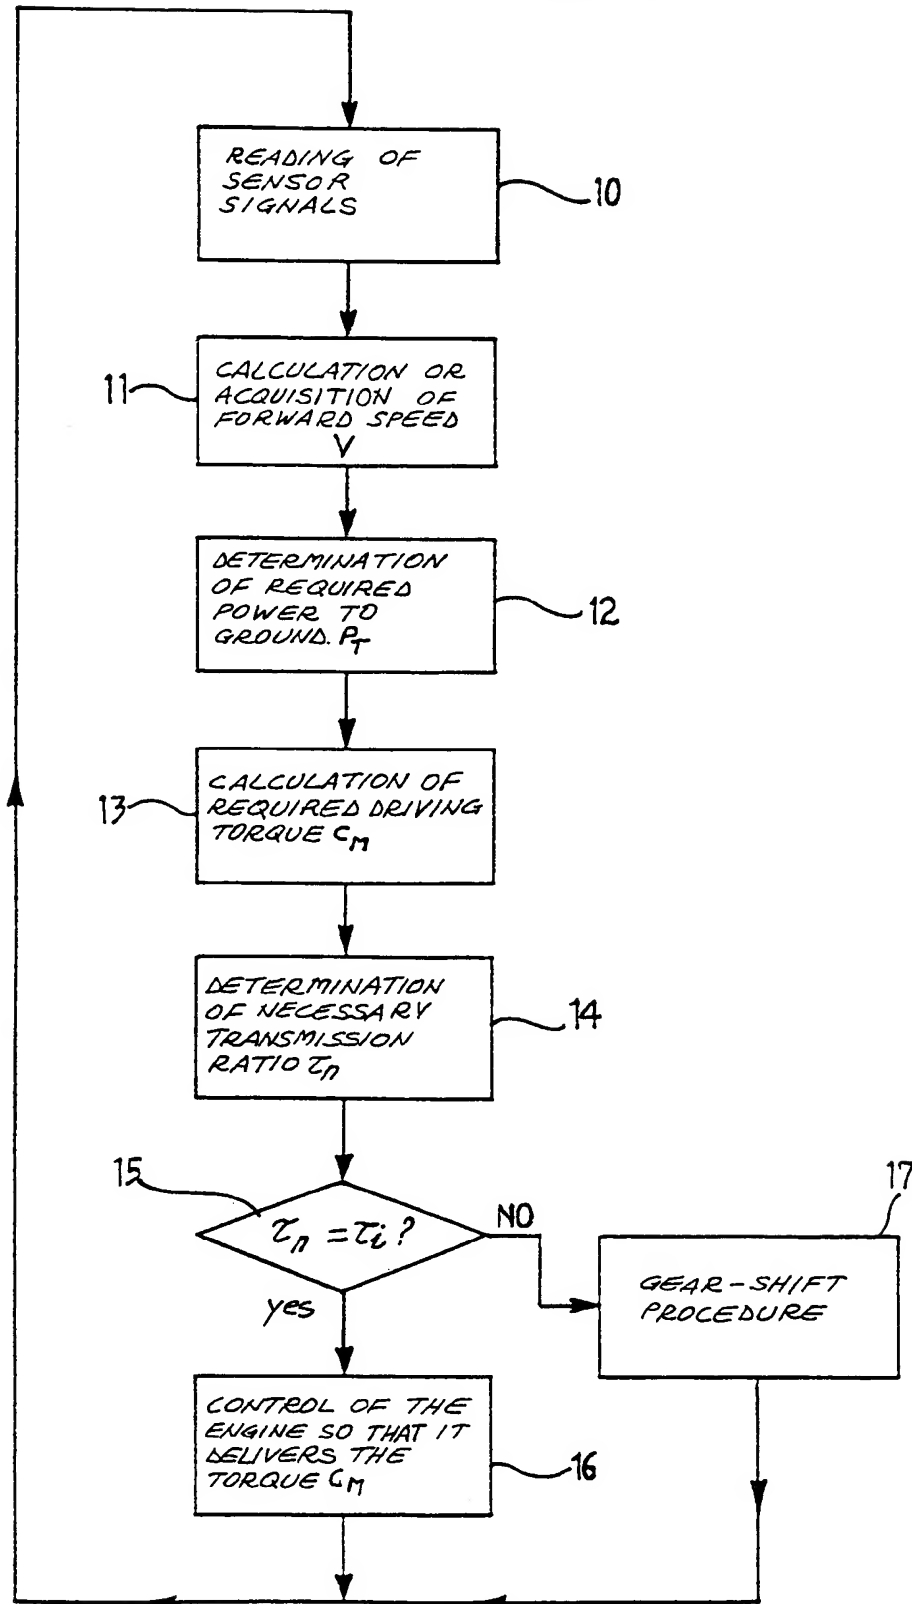 READING OF
SENSOR
SIGNALS
10
11
CALCULATION OR
ACQUISITION OF
FORWARD SPEED
V
DETERMINATION
OF REQUIRED
POWER TO
GROUND. P_T
12
13
CALCULATION OF
REQUIRED DRIVING
TORQUE C_M
DETERMINATION
OF NECESSARY
TRANSMISSION
RATIO τ_n
14
15
τ_n = τ_i ?
NO
17
GEAR-SHIFT
PROCEDURE
yes
CONTROL OF THE
ENGINE SO THAT IT
DELIVERS THE
TORQUE C_M
16